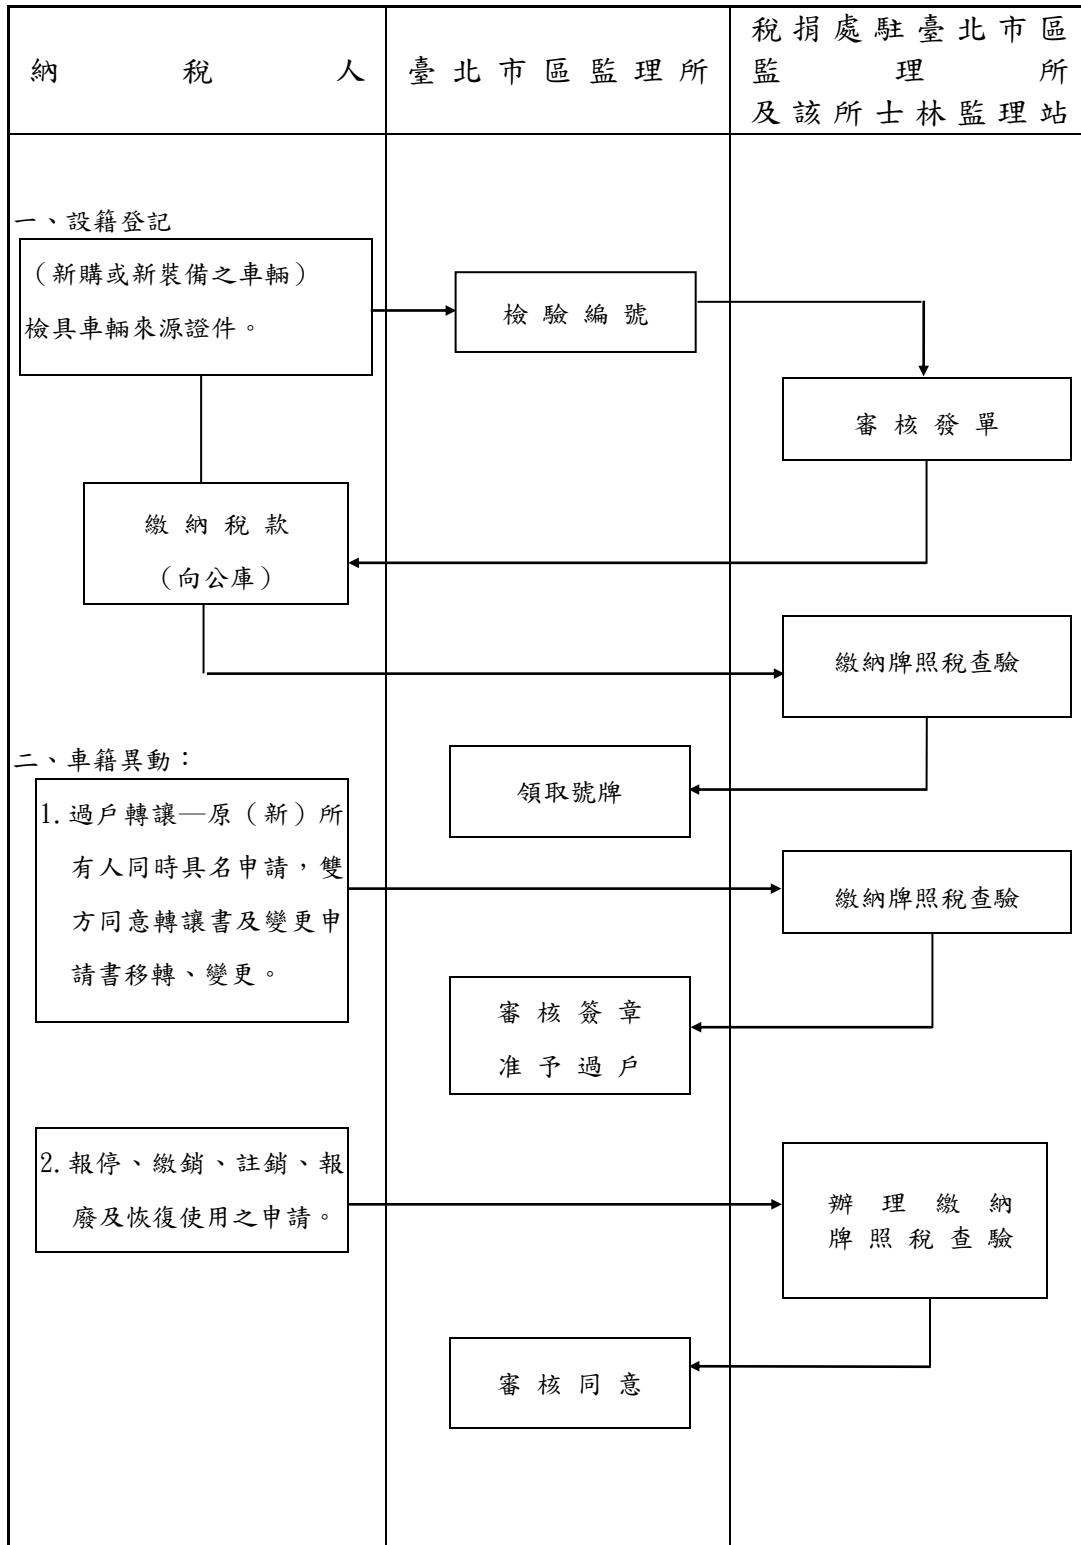 納稅人
臺北市區監理所
稅捐處駐臺北市區
監理所
及該所士林監理站
一、設籍登記
（新購或新裝備之車輛）
檢具車輛來源證件。
檢驗編號
審核發單
繳納稅款
（向公庫）
繳納牌照稅查驗
領取號牌
二、車籍異動：
1.過戶轉讓—原（新）所
有人同時具名申請，雙
方同意轉讓書及變更申
請書移轉、變更。
繳納牌照稅查驗
審核簽章
准予過戶
2.報停、繳銷、註銷、報
廢及恢復使用之申請。
辦理繳納
牌照稅查驗
審核同意